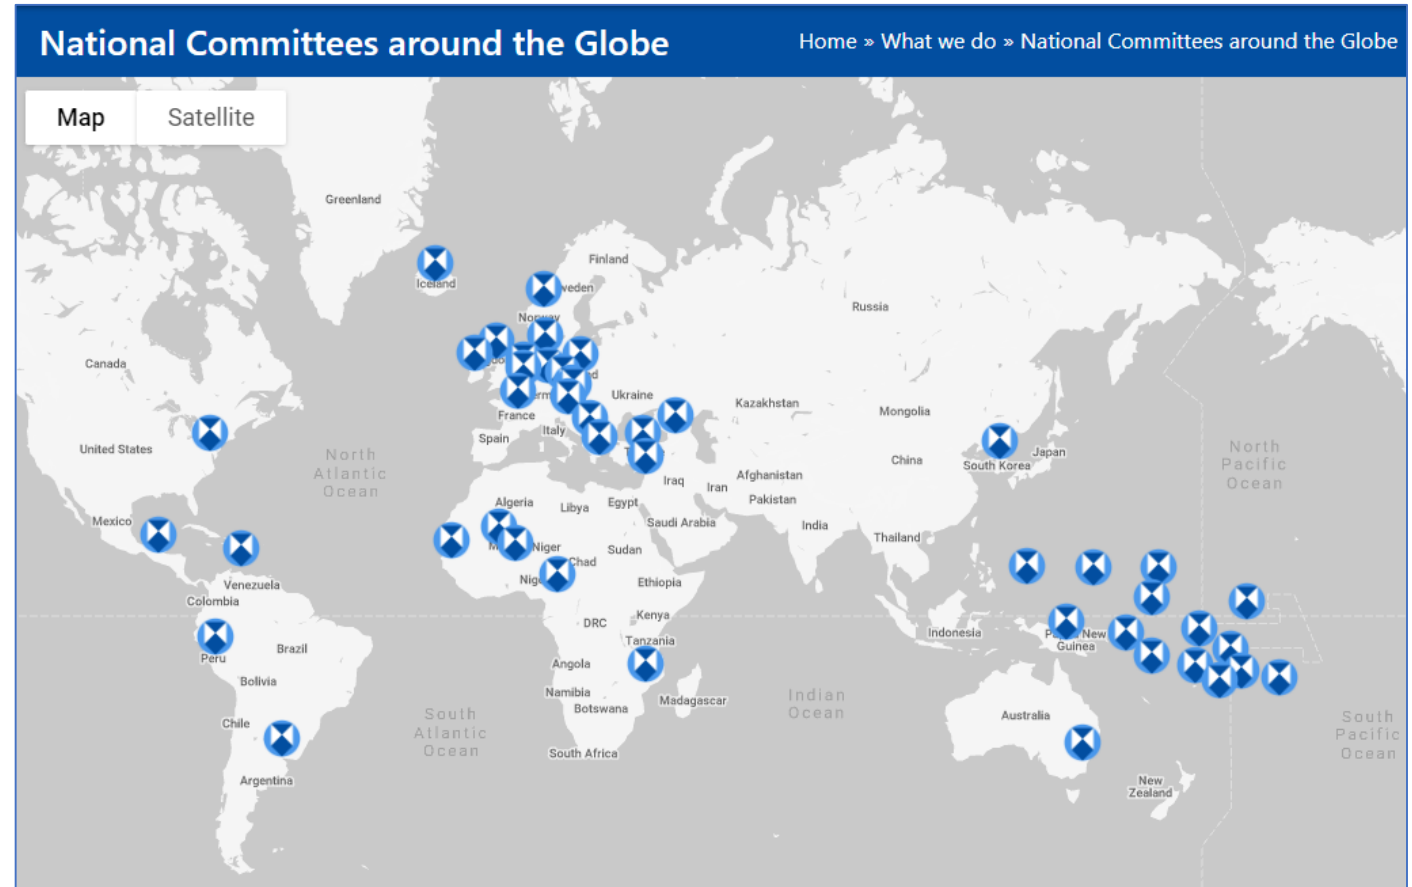 National Committees around the Globe
Home » What we do » National Committees around the Globe
Map
Satellite
Greenland
Finland
Iceland
Norway
Russia
Canada
Ukraine
Kazakhstan
Mongolia
France
United States
Spain
Italy
North
Atlantic
Ocean
Japan
South Korea
China
North
Pacific
Ocean
Afghanistan
Iraq
Iran
Pakistan
Algeria
Libya
Egypt
Saudi Arabia
India
Mexico
Thailand
Niger
Chad
Sudan
Ethiopia
Venezuela
Colombia
Kenya
DRC
Indonesia
New
Guinea
Tanzania
Brazil
Peru
Angola
Bolivia
Namibia
Madagascar
Botswana
Indian
Ocean
South
Atlantic
Ocean
Australia
Chile
South
Pacific
Ocean
South Africa
Argentina
New
Zealand